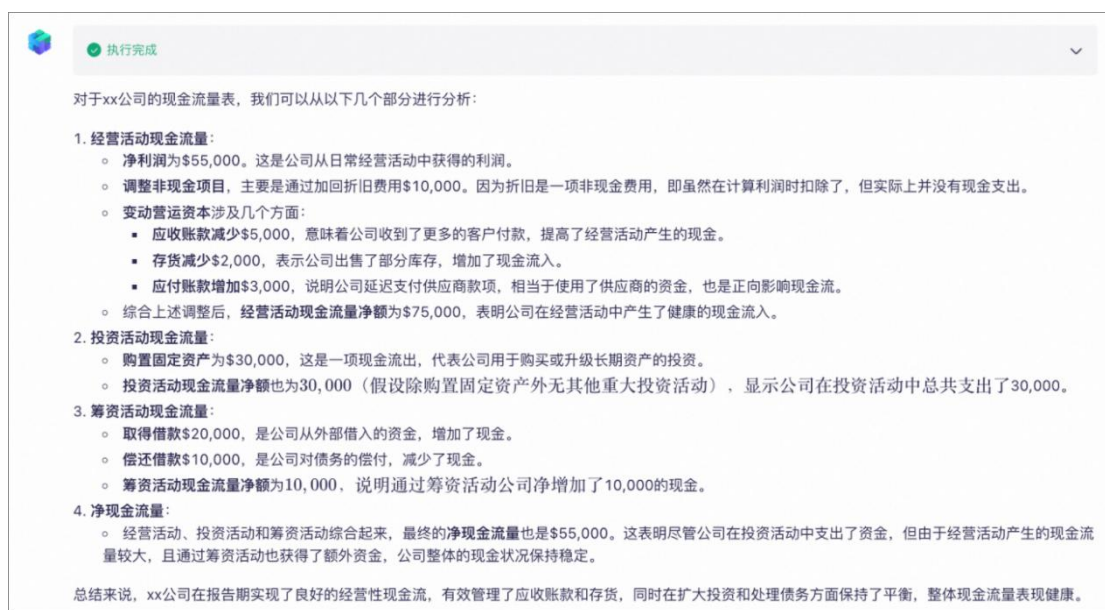 执行完成
对于xx公司的现金流量表，我们可以从以下几个部分进行分析：
1. 经营活动现金流量：
◦ 净利润为$55,000。这是公司从日常经营活动中获得的利润。
◦ 调整非现金项目，主要是通过加回折旧费用$10,000。因为折旧是一项非现金费用，即虽然在计算利润时扣除了，但实际上并没有现金支出。
◦ 变动营运资本涉及几个方面：
▪ 应收账款减少$5,000，意味着公司收到了更多的客户付款，提高了经营活动产生的现金。
▪ 存货减少$2,000，表示公司出售了部分库存，增加了现金流入。
▪ 应付账款增加$3,000，说明公司延迟支付供应商款项，相当于使用了供应商的资金，也是正向影响现金流。
◦ 综合上述调整后，经营活动现金流量净额为$75,000，表明公司在经营活动中产生了健康的现金流入。
2. 投资活动现金流量：
◦ 购置固定资产为$30,000，这是一项现金流出，代表公司用于购买或升级长期资产的投资。
◦ 投资活动现金流量净额也为30,000（假设除购置固定资产外无其他重大投资活动），显示公司在投资活动中总共支出了30,000。
3. 筹资活动现金流量：
◦ 取得借款$20,000，是公司从外部借入的资金，增加了现金。
◦ 偿还借款$10,000，是公司对债务的偿付，减少了现金。
◦ 筹资活动现金流量净额为10,000，说明通过筹资活动公司净增加了10,000的现金。
4. 净现金流量：
◦ 经营活动、投资活动和筹资活动综合起来，最终的净现金流量也是$55,000。这表明尽管公司在投资活动中支出了资金，但由于经营活动产生的现金流
量较大，且通过筹资活动也获得了额外资金，公司整体的现金状况保持稳定。
总结来说，xx公司在报告期实现了良好的经营性现金流，有效管理了应收账款和存货，同时在扩大投资和处理债务方面保持了平衡，整体现金流量表现健康。